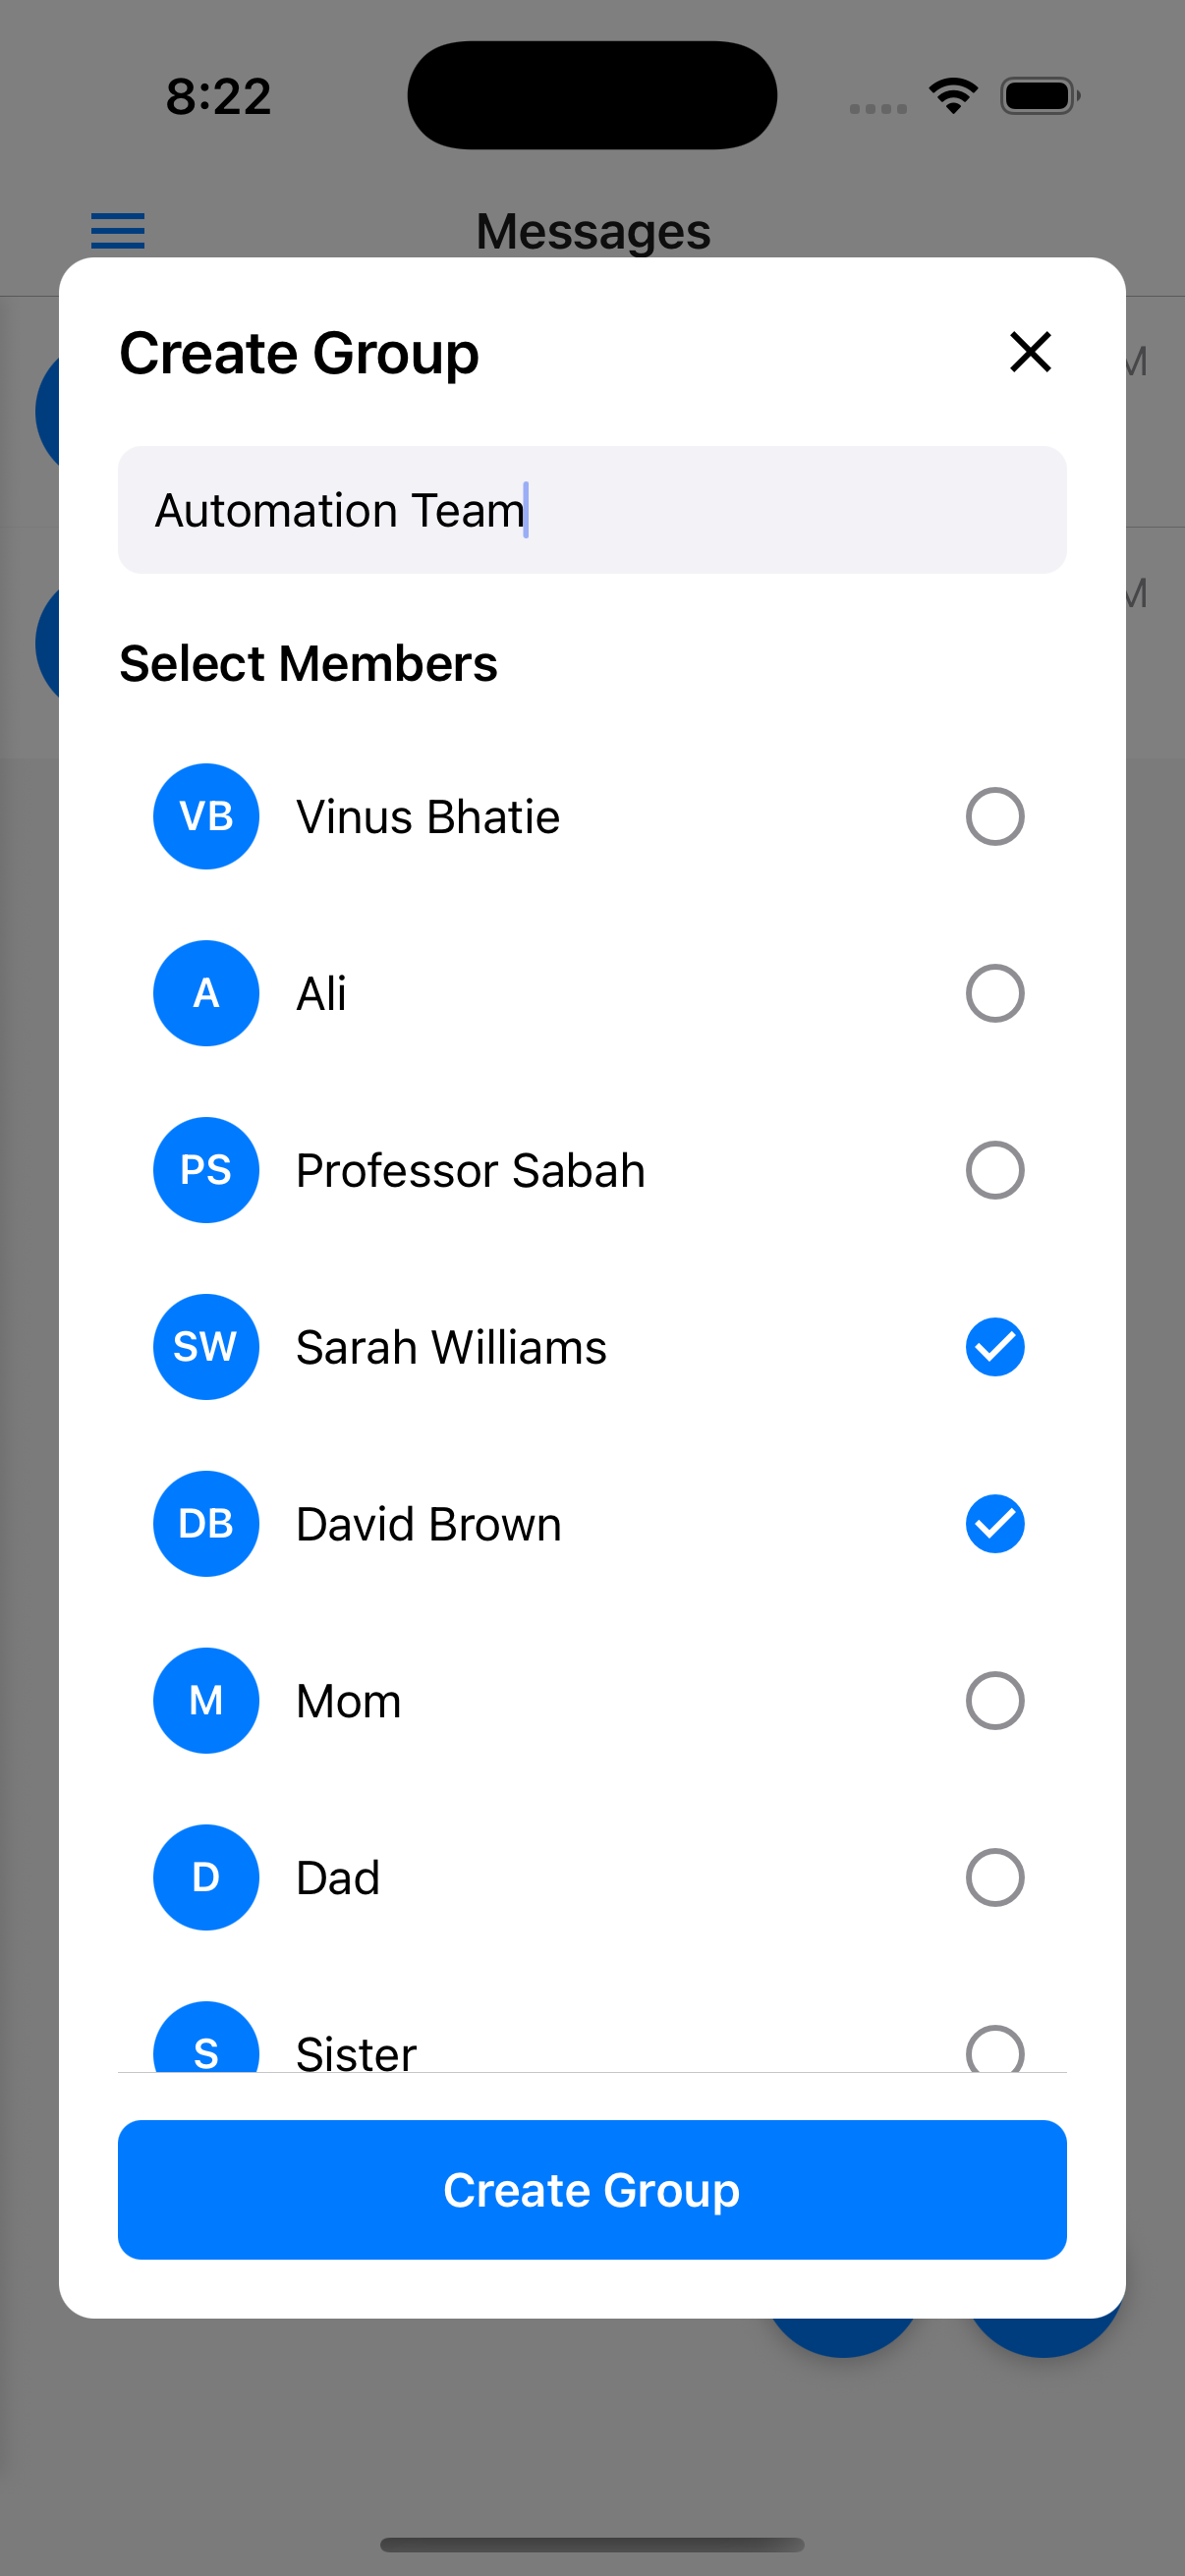 8:22
Messages
Create Group
M
Automation Team
M
Select Members
VB Vinus Bhatie
A Ali
PS Professor Sabah
SW Sarah Williams
DB David Brown
M Mom
D Dad
S Sister
Create Group